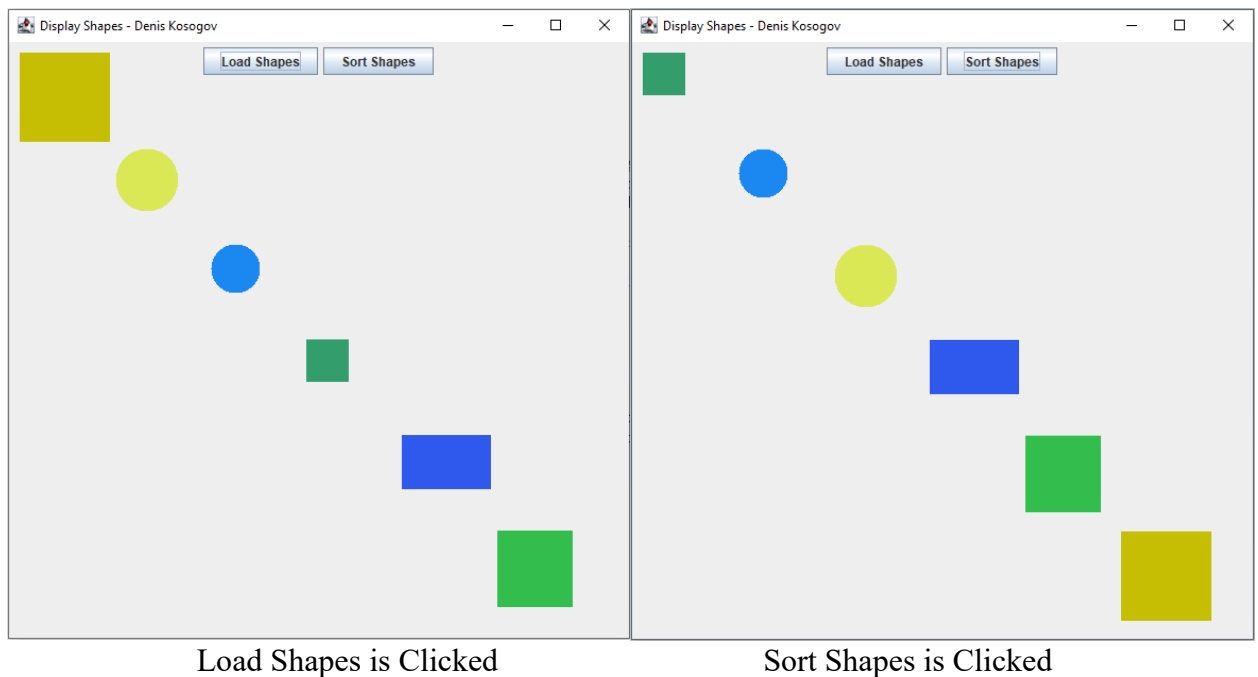 Display Shapes - Denis Kosogov
Load Shapes Sort Shapes
Display Shapes - Denis Kosogov
Load Shapes Sort Shapes
Load Shapes is Clicked
Sort Shapes is Clicked